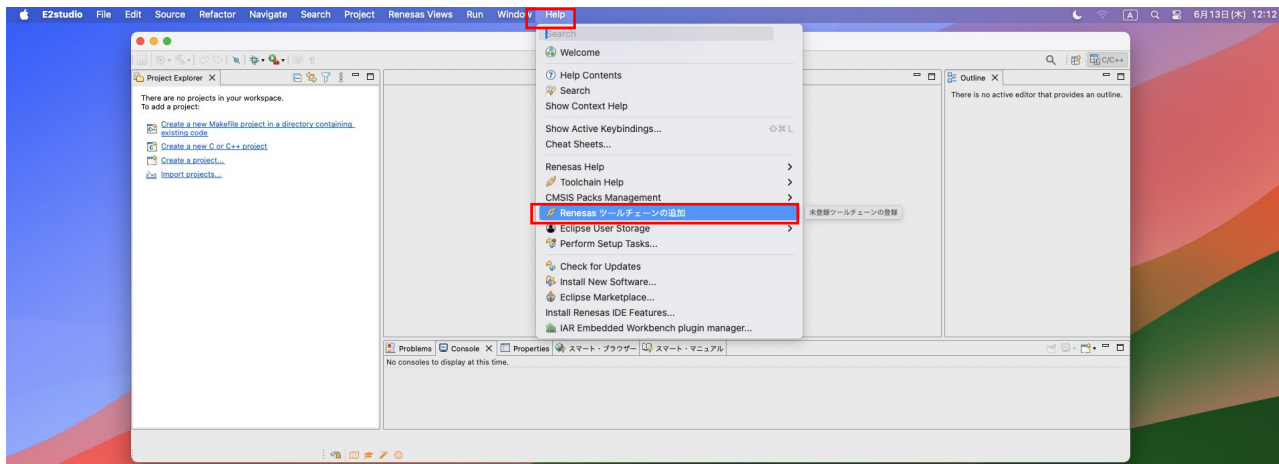 E2studio File Edit Source Refactor Navigate Search Project Renesas Views Run Window Help
A 6月13日(木) 12:12
Search
Welcome
Help Contents
Search
Show Context Help
Show Active Keybindings... ⇧⌘L
Cheat Sheets...
Renesas Help
Toolchain Help
CMSIS Packs Management
Renesas ツールチェーンの追加
未登録ツールチェーンの登録
Eclipse User Storage
Perform Setup Tasks...
Check for Updates
Install New Software...
Eclipse Marketplace...
Install Renesas IDE Features...
IAR Embedded Workbench plugin manager...
C/C++
Project Explorer
There are no projects in your workspace.
To add a project:
Create a new Makefile project in a directory containing
existing code
Create a new C or C++ project
Create a project...
Import projects...
Outline
There is no active editor that provides an outline.
Problems Console Properties スマート・ブラウザー スマート・マニュアル
No consoles to display at this time.